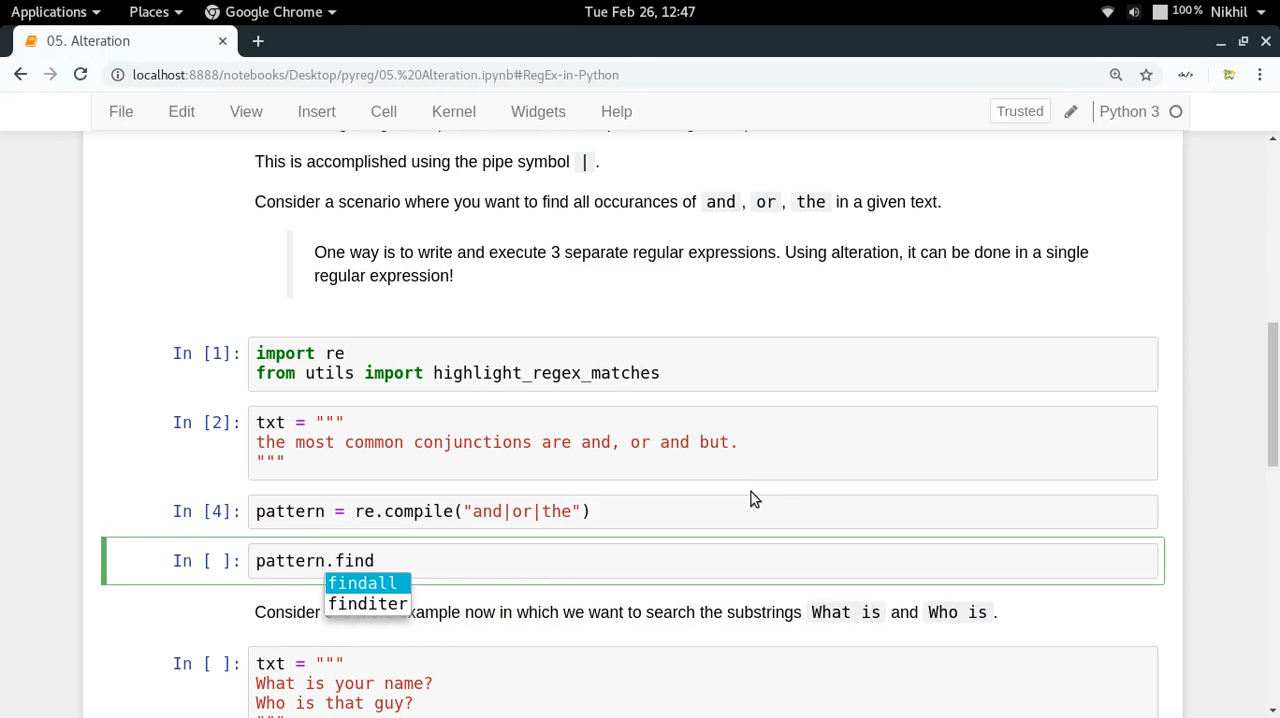 Applications Places Google Chrome Tue Feb 26, 12:47 100% Nikhil
05. Alteration
localhost:8888/notebooks/Desktop/pyreg/05.%20Alteration.ipynb#RegEx-in-Python
File Edit View Insert Cell Kernel Widgets Help Trusted Python 3
This is accomplished using the pipe symbol | .
Consider a scenario where you want to find all occurances of and , or , the in a given text.
One way is to write and execute 3 separate regular expressions. Using alteration, it can be done in a single
regular expression!
In [1]: import re
from utils import highlight_regex_matches
In [2]: txt = """
the most common conjunctions are and, or and but.
"""
In [4]: pattern = re.compile("and|or|the")
In [ ]: pattern.find
findall
finditer
Consider example now in which we want to search the substrings What is and Who is .
In [ ]: txt = """
What is your name?
Who is that guy?
"""